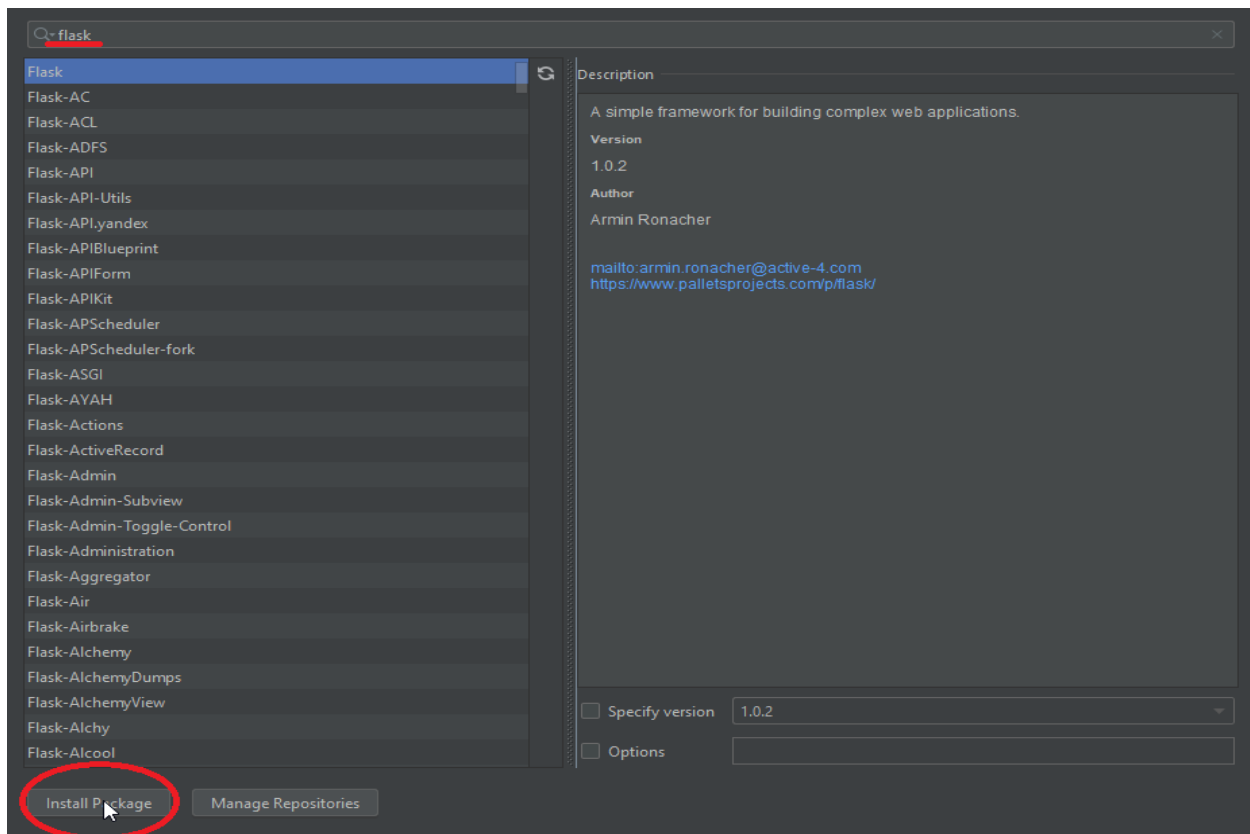 flask
Flask
Flask-AC
Flask-ACL
Flask-ADFS
Flask-API
Flask-API-Utils
Flask-API.yandex
Flask-APIBlueprint
Flask-APIForm
Flask-APIKit
Flask-APScheduler
Flask-APScheduler-fork
Flask-ASGI
Flask-AYAH
Flask-Actions
Flask-ActiveRecord
Flask-Admin
Flask-Admin-Subview
Flask-Admin-Toggle-Control
Flask-Administration
Flask-Aggregator
Flask-Air
Flask-Airbrake
Flask-Alchemy
Flask-AlchemyDumps
Flask-AlchemyView
Flask-Alchy
Flask-Alcool
Description
A simple framework for building complex web applications.
Version
1.0.2
Author
Armin Ronacher
mailto:armin.ronacher@active-4.com
https://www.palletsprojects.com/p/flask/
Specify version 1.0.2
Options
Install Package Manage Repositories